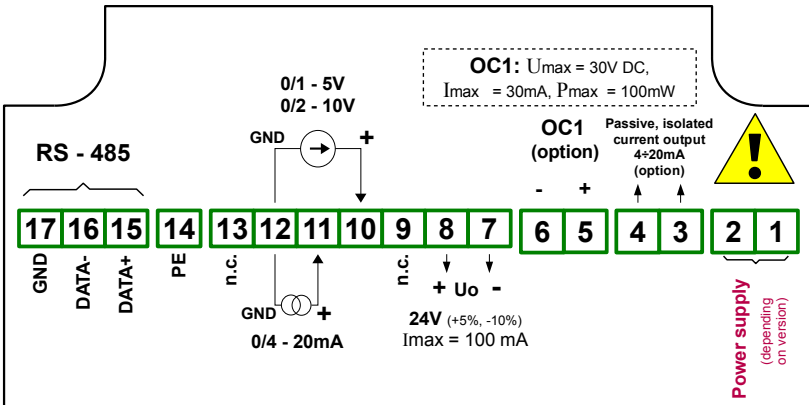 OC1: Umax = 30V DC,
Imax = 30mA, Pmax = 100mW
0/1 - 5V
0/2 - 10V
GND
+
RS - 485
OC1
(option)
- +
Passive, isolated
current output
4÷20mA
(option)
17 16 15 14 13 12 11 10 9 8 7 6 5 4 3 2 1
GND
DATA-
DATA+
PE
n.c.
GND
+
0/4 - 20mA
n.c.
+ Uo -
24V (+5%, -10%)
Imax = 100 mA
Power supply
(depending
on version)